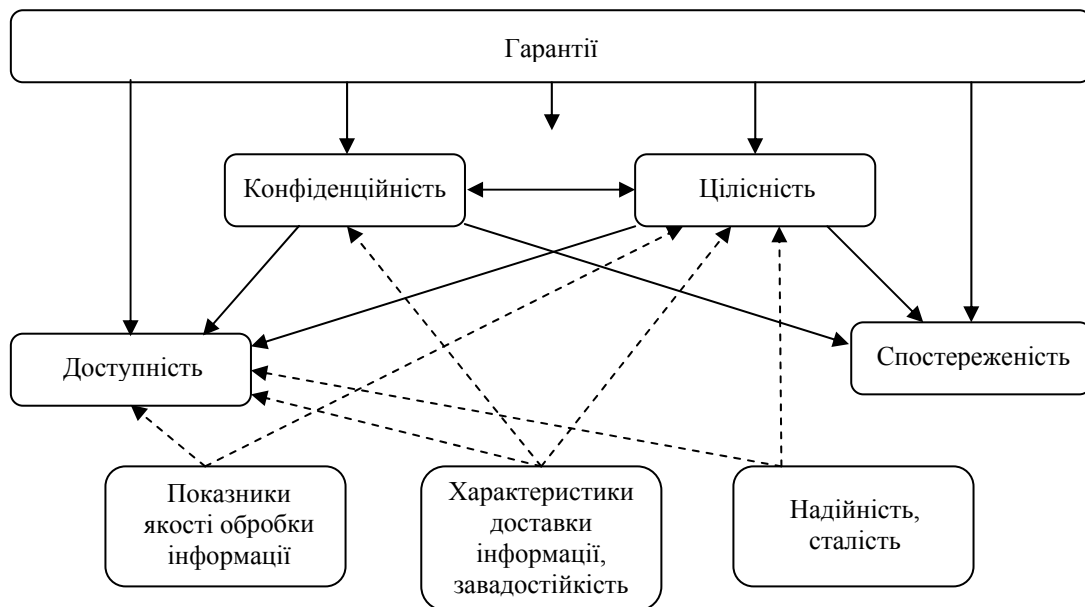 Гарантії
Конфіденційність
Цілісність
Доступність
Спостереженість
Показники
якості обробки
інформації
Характеристики
доставки
інформації,
завадостійкість
Надійність,
сталість